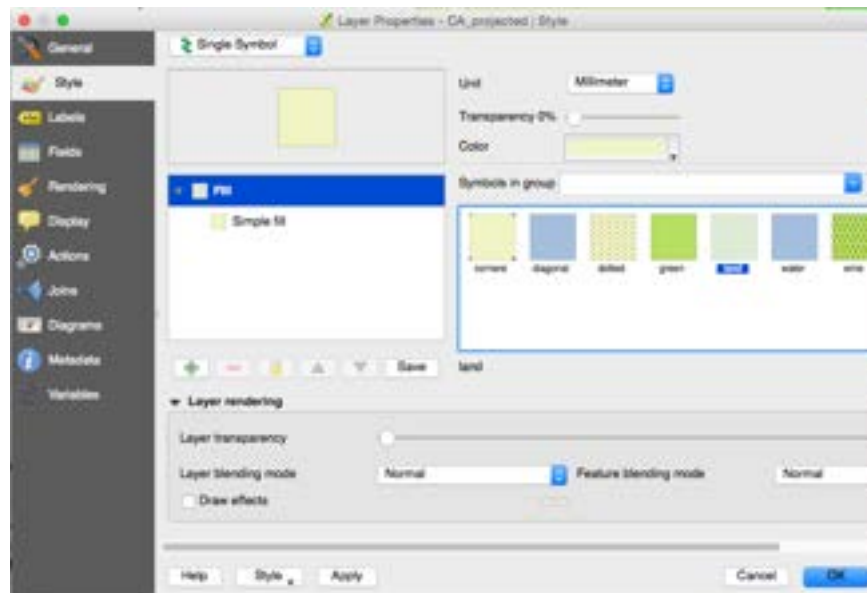 Layer Properties - CA_projected | Style
General
Style
Labels
Fields
Rendering
Display
Actions
Joins
Diagrams
Metadata
Variables
Single Symbol
Unit
Millimeter
Transparency 0%
Color
Fill
Simple fill
Symbols in group
corners
diagonal
dotted
green
land
water
wine
Save
land
Layer rendering
Layer transparency
Layer blending mode
Normal
Feature blending mode
Normal
Draw effects
Help
Style
Apply
Cancel
OK